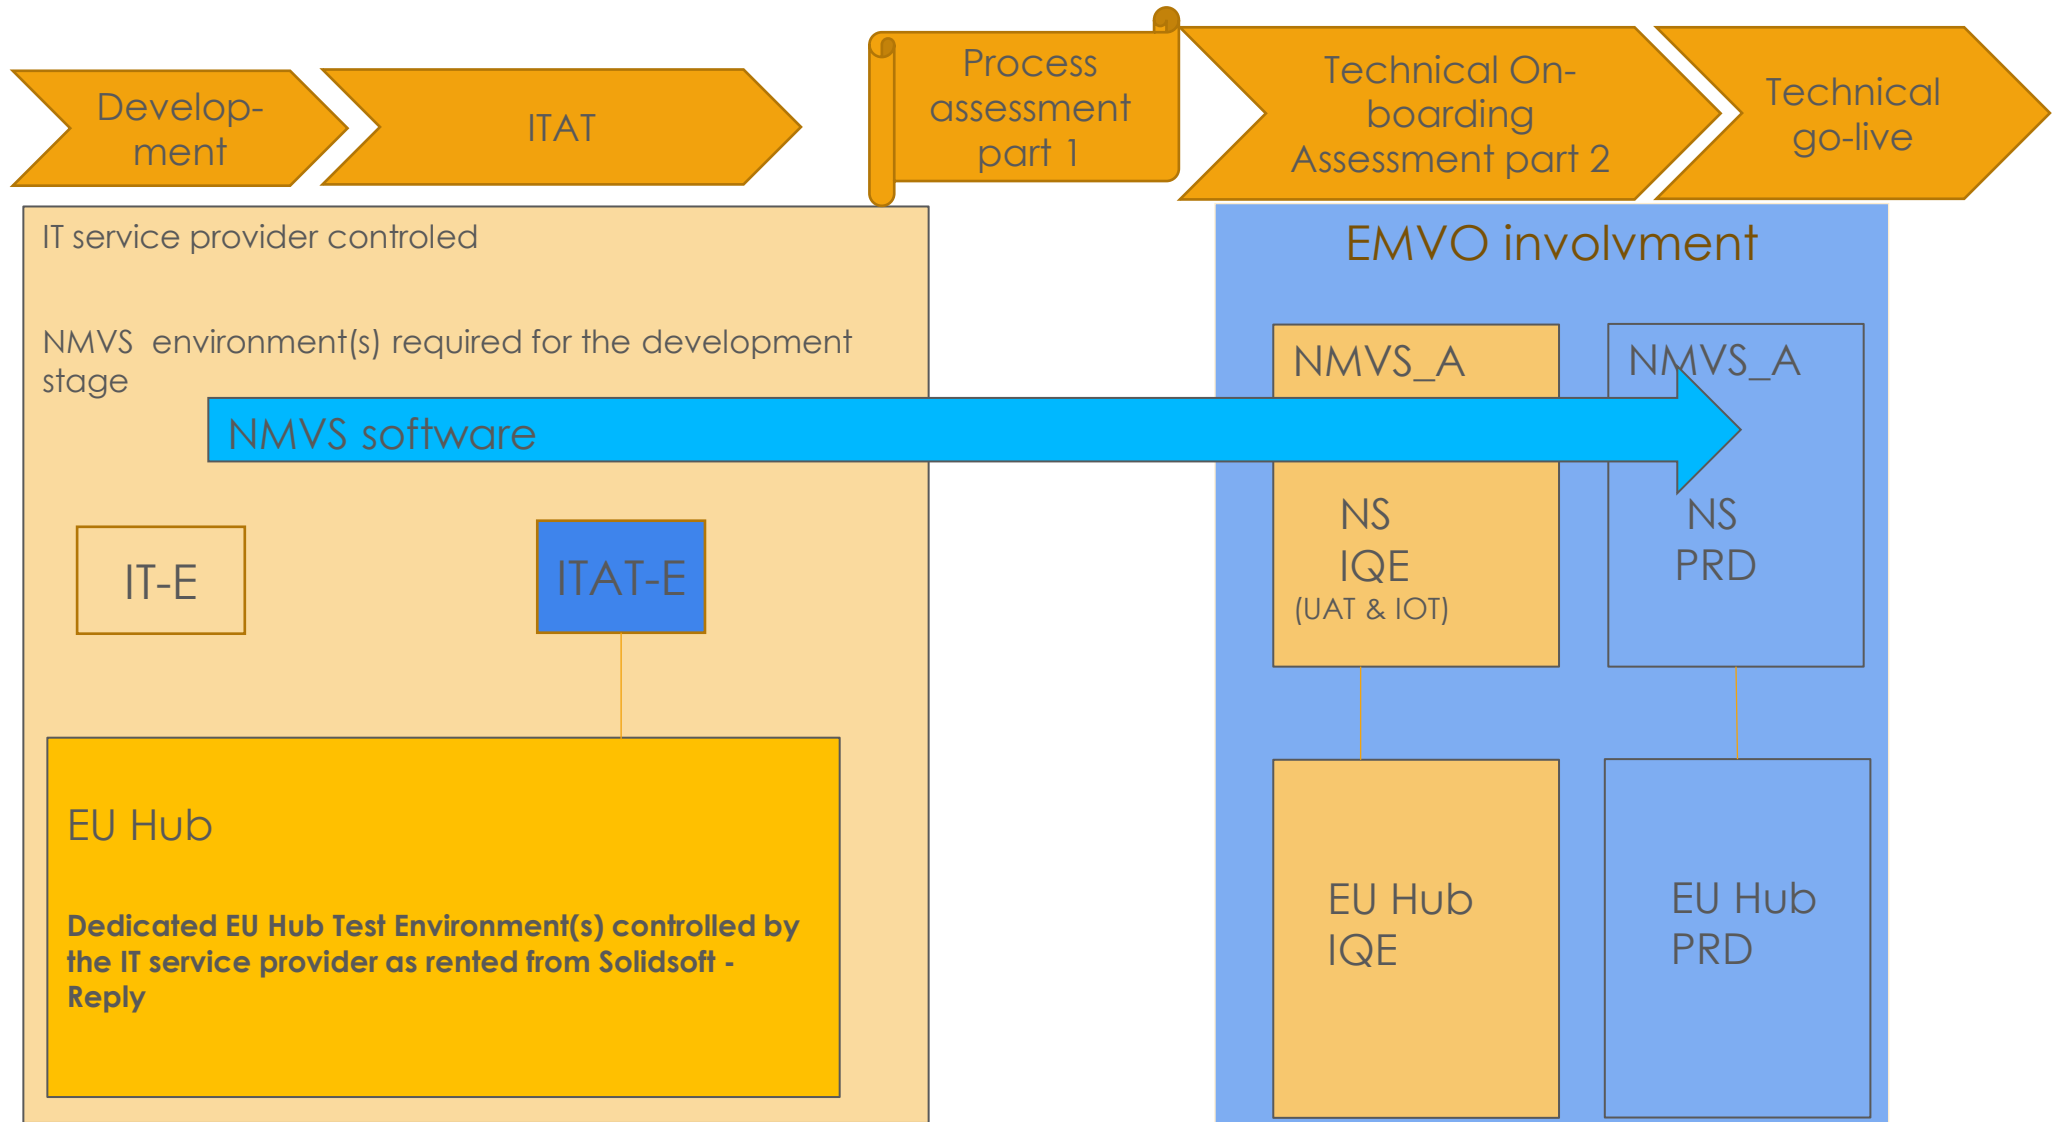 Develop-
ment
ITAT
Process
assessment
part 1
Technical On-
boarding
Assessment part 2
Technical
go-live
IT service provider controled
NMVS environment(s) required for the development
stage
NMVS software
IT-E
ITAT-E
EU Hub
Dedicated EU Hub Test Environment(s) controlled by
the IT service provider as rented from Solidsoft -
Reply
EMVO involvment
NMVS_A
NS
IQE
(UAT & IOT)
NMVS_A
NS
PRD
EU Hub
IQE
EU Hub
PRD